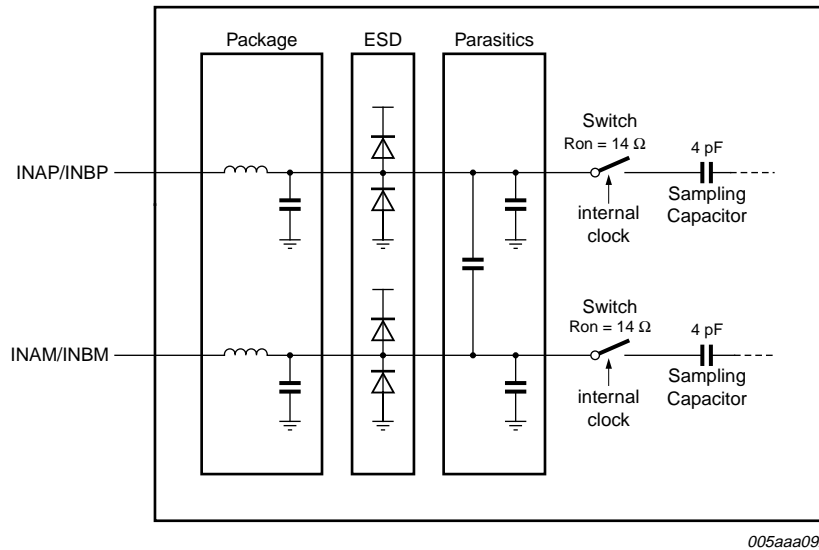 Package
ESD
Parasitics
Switch
Ron = 14 Ω
4 pF
INAP/INBP
internal
clock
Sampling
Capacitor
Switch
Ron = 14 Ω
4 pF
INAM/INBM
internal
clock
Sampling
Capacitor
005aaa09